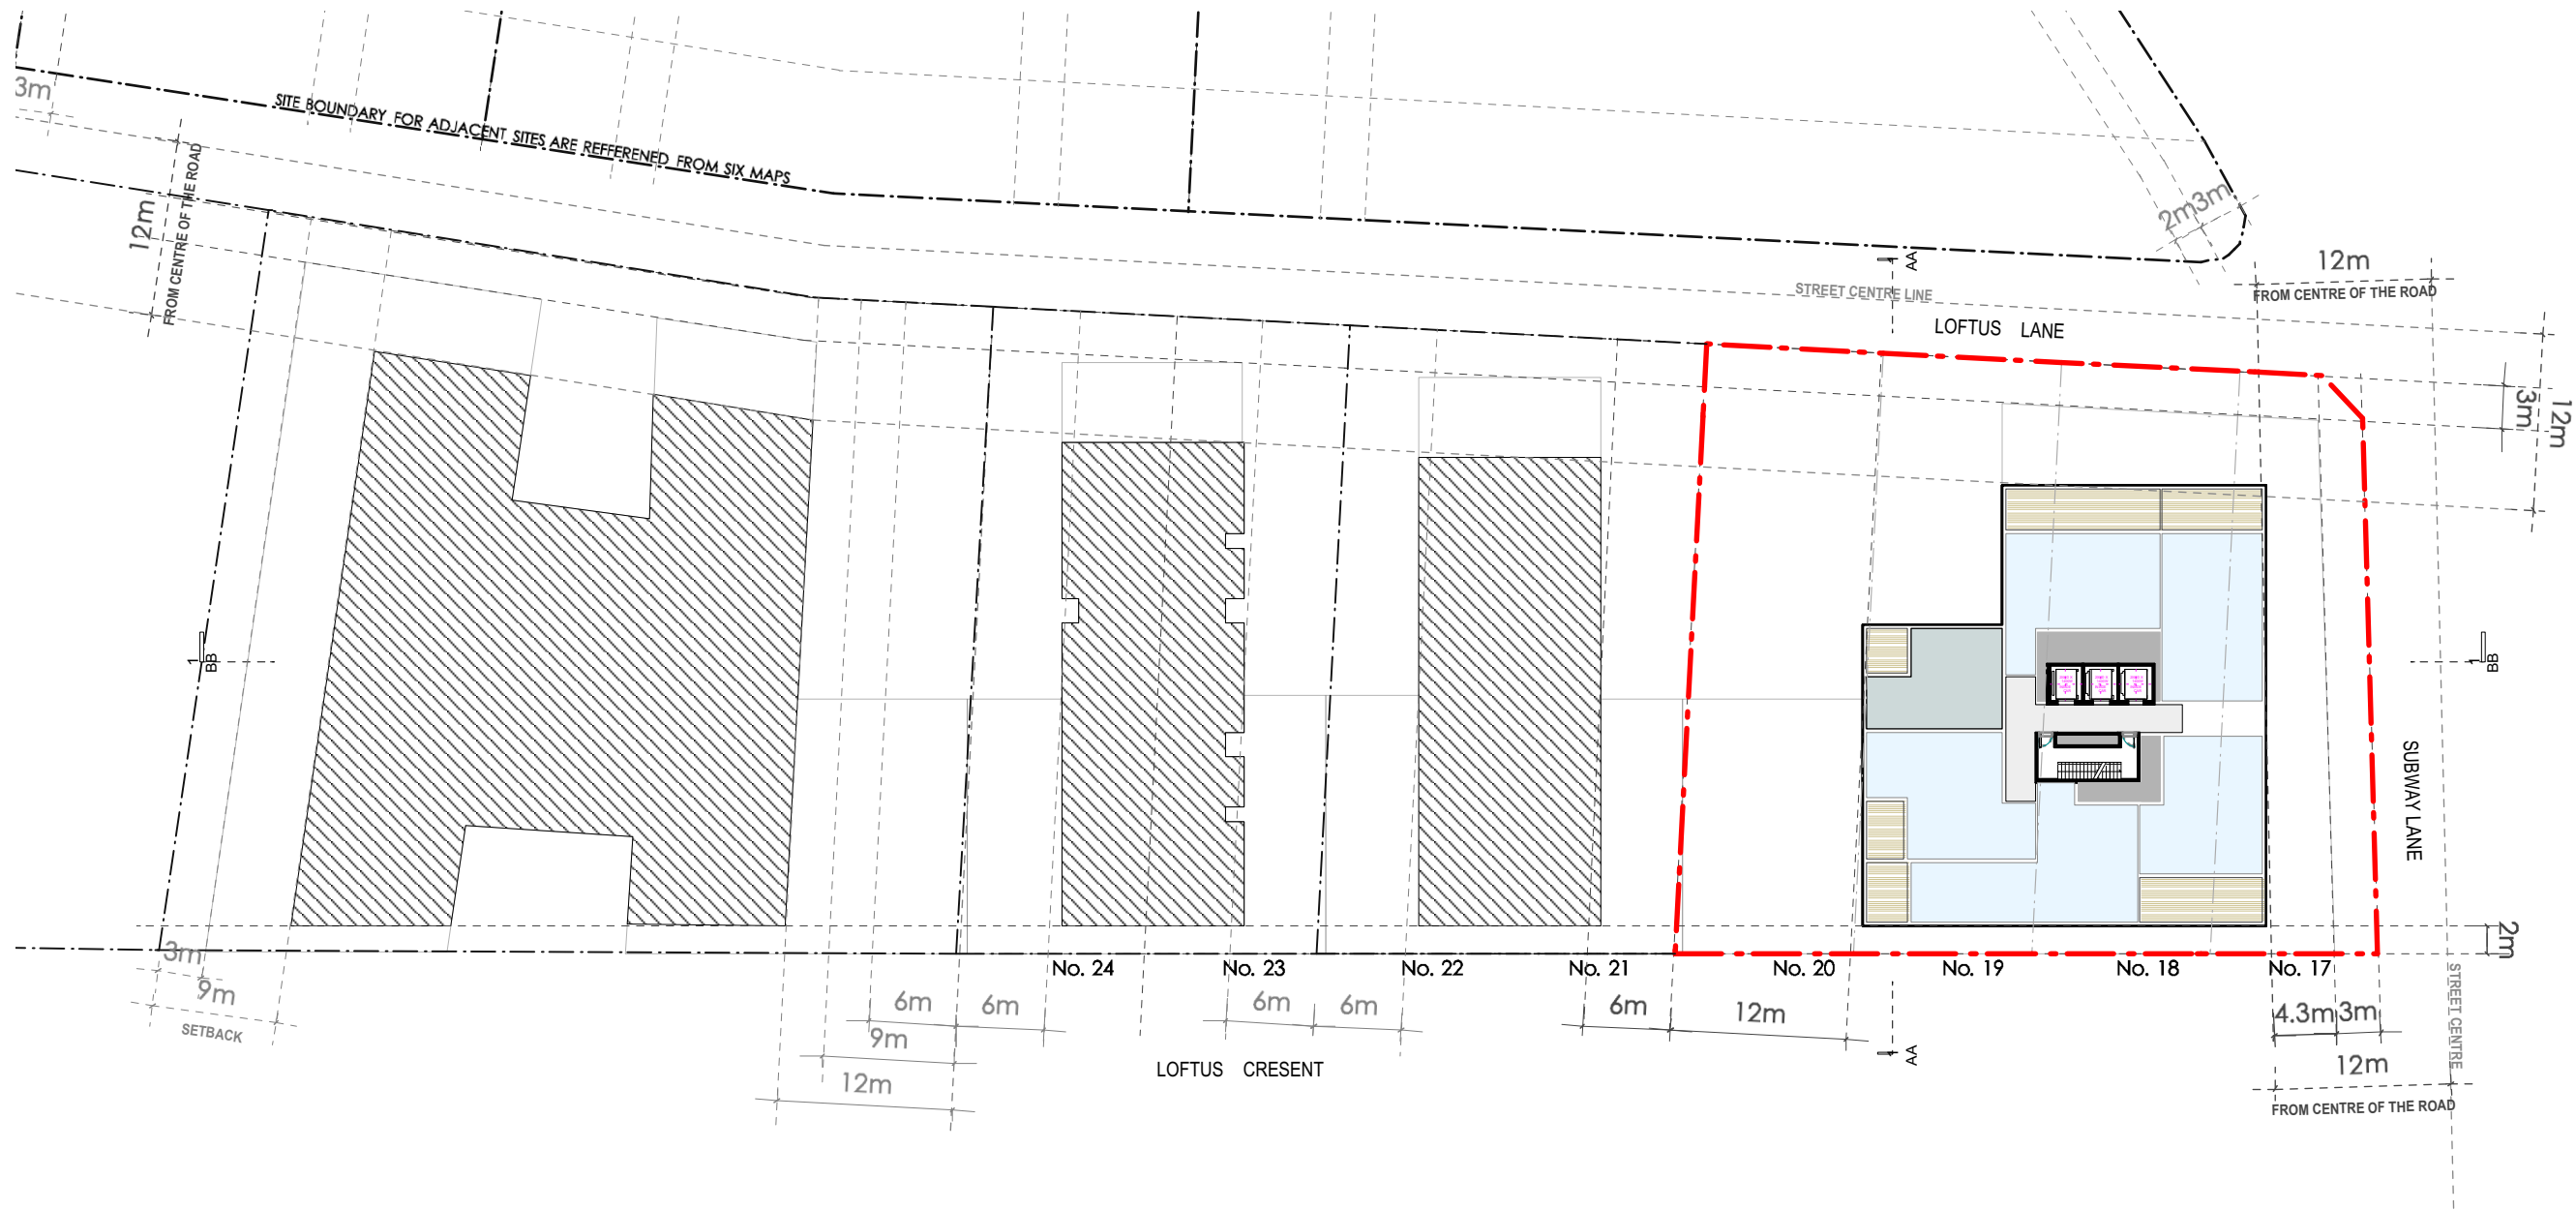 3m
SITE BOUNDARY FOR ADJACENT SITES ARE REFFERENED FROM SIX MAPS
12m
FROM CENTRE OF THE ROAD
2m
3m
12m
FROM CENTRE OF THE ROAD
AA
STREET CENTRE LINE
LOFTUS LANE
3m
12m
1
BB
1
BB
SUBWAY LANE
2m
3m
9m
SETBACK
No. 24
No. 23
No. 22
No. 21
No. 20
No. 19
No. 18
No. 17
6m
6m
6m
6m
6m
12m
4.3m
3m
9m
12m
LOFTUS CRESENT
AA
12m
FROM CENTRE OF THE ROAD
STREET CENTRE